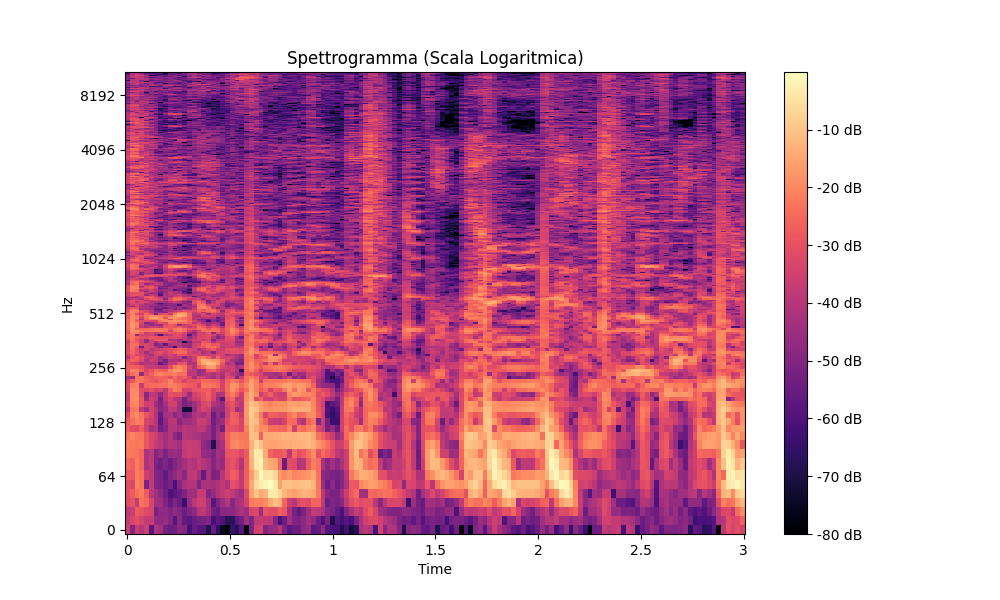 Spettrogramma (Scala Logaritmica)
8192
4096
2048
1024
512
256
128
64
0
Hz
0 0.5 1 1.5 2 2.5 3
Time
-10 dB
-20 dB
-30 dB
-40 dB
-50 dB
-60 dB
-70 dB
-80 dB